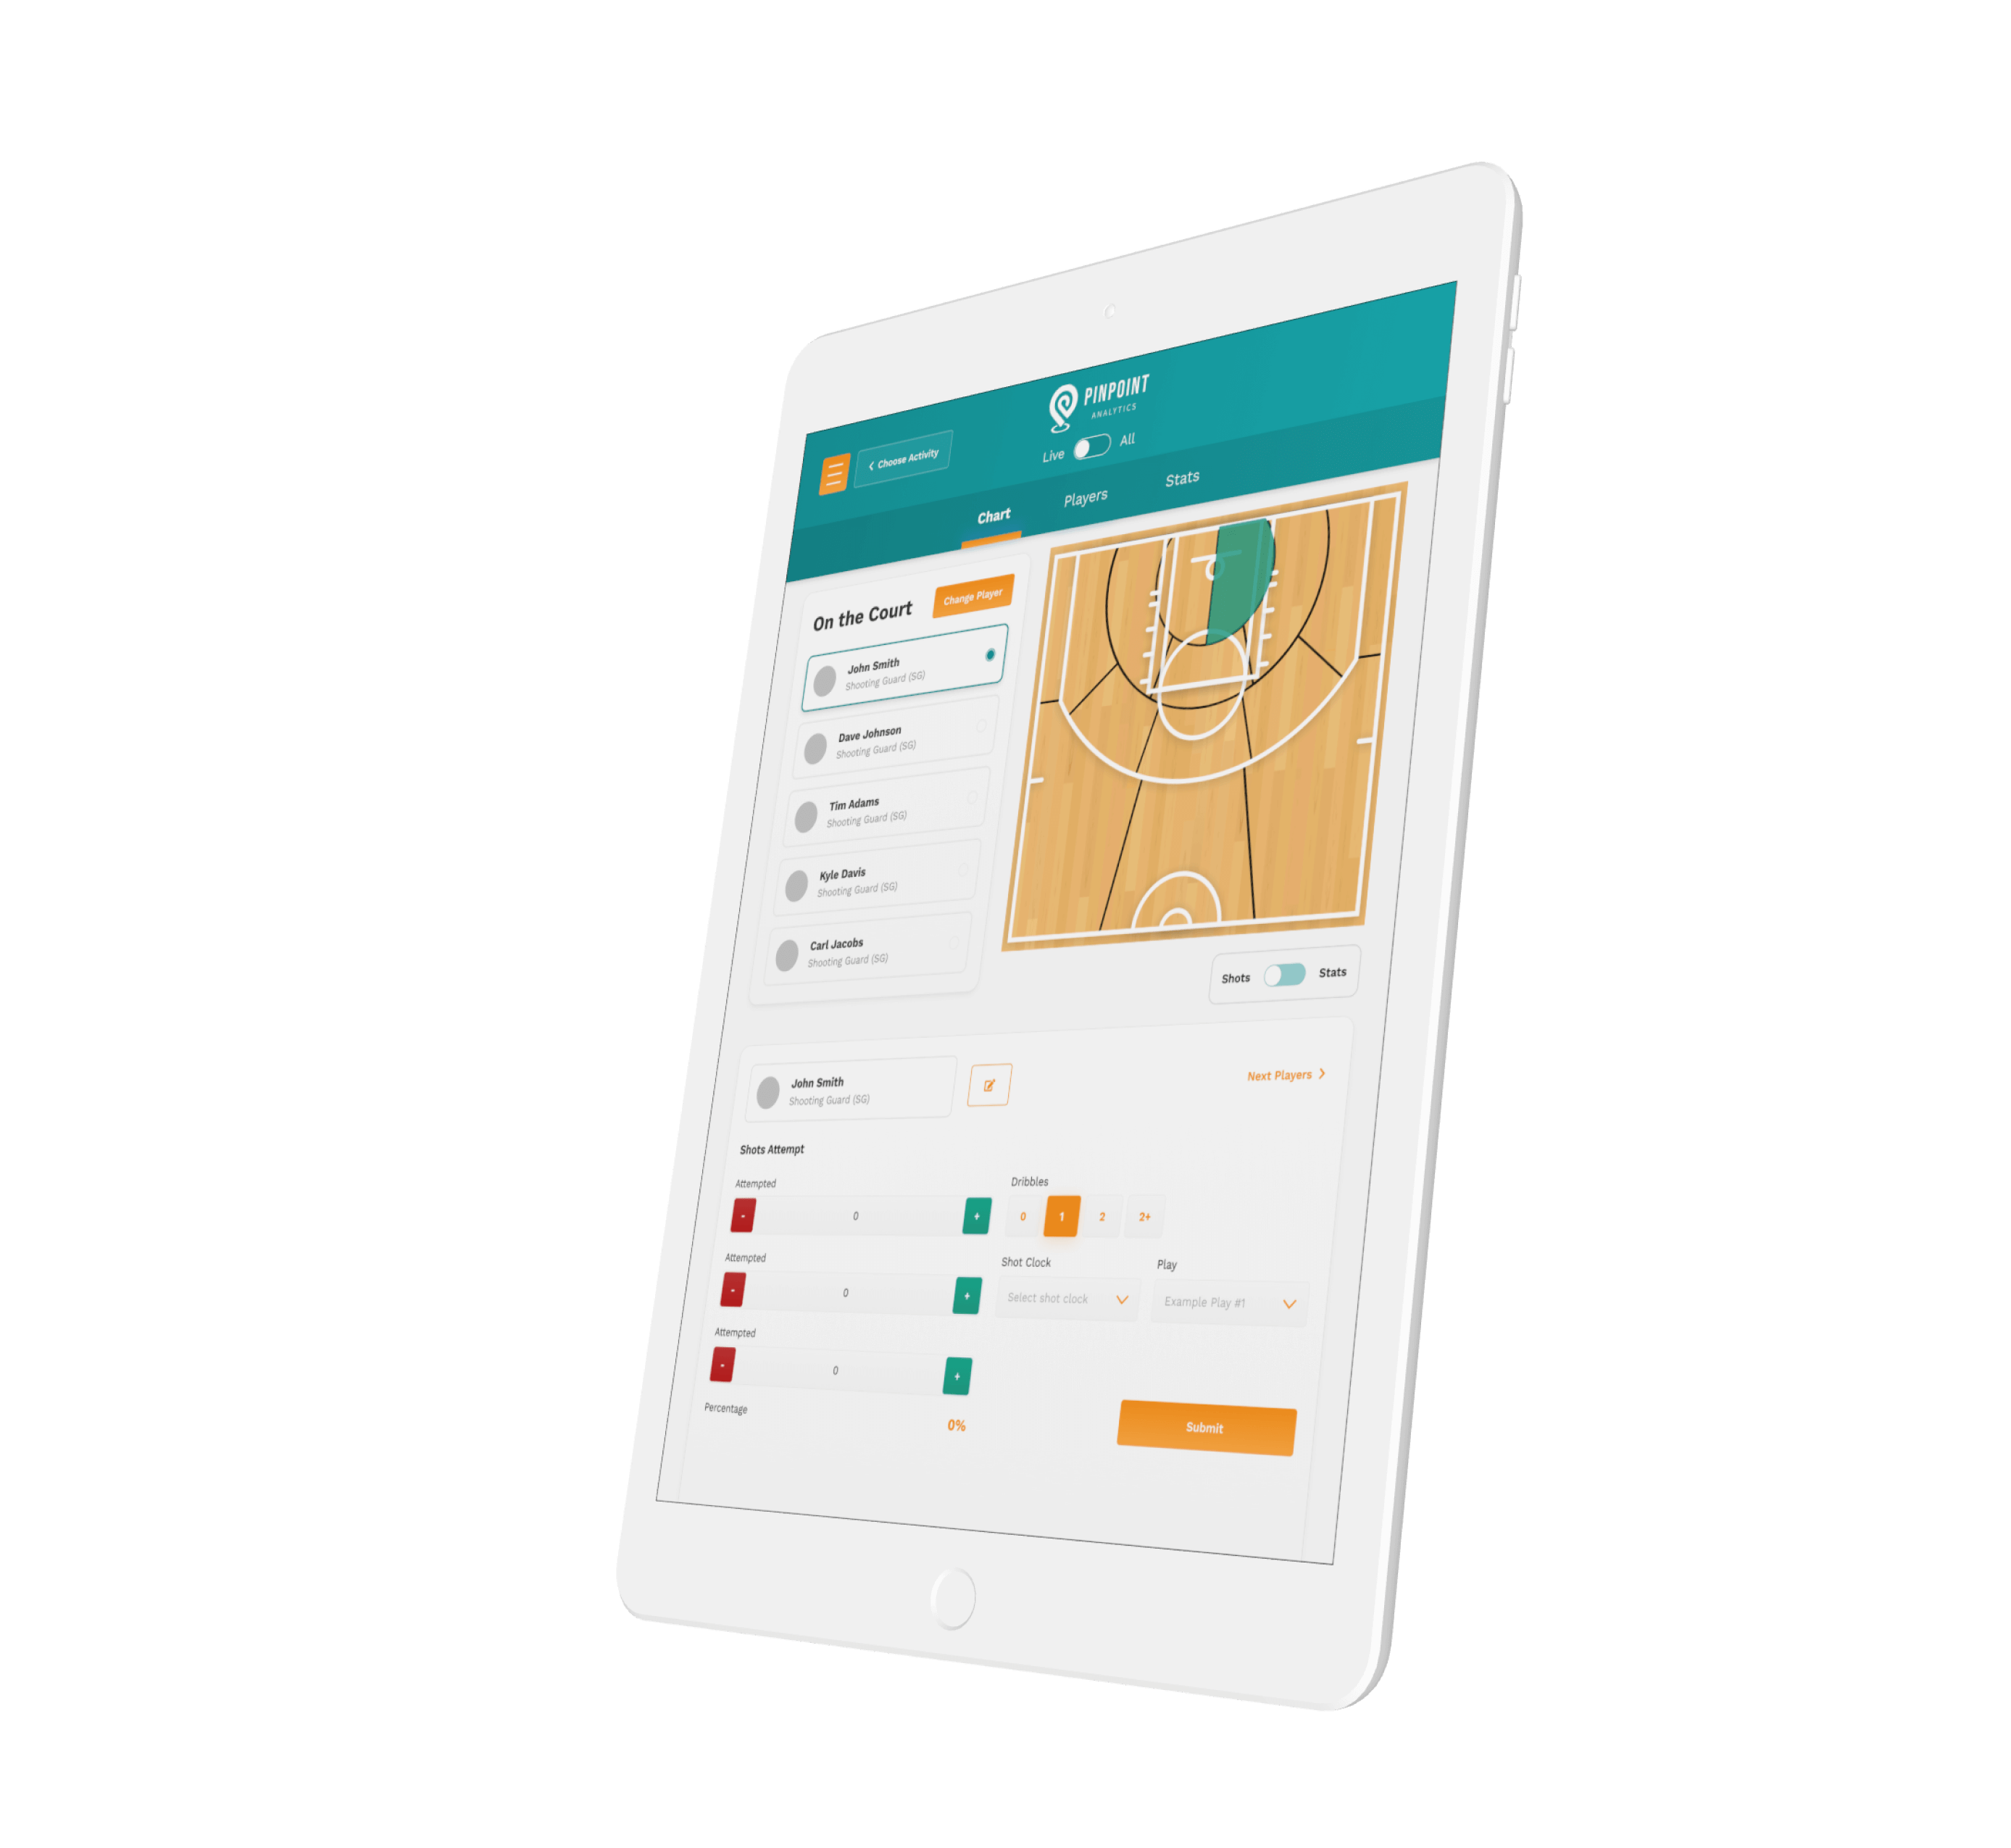 PINPOINT
ANALYTICS
Choose Activity
Live All
Chart Players Stats
On the Court
Change Player
John Smith
Shooting Guard (SG)
Dave Johnson
Shooting Guard (SG)
Tim Adams
Shooting Guard (SG)
Kyle Davis
Shooting Guard (SG)
Carl Jacobs
Shooting Guard (SG)
Shots Stats
John Smith
Shooting Guard (SG)
Next Players
Shots Attempt
Attempted
- 0 +
Dribbles
0 1 2 2+
Attempted
- 0 +
Shot Clock
Select shot clock
Play
Example Play #1
Attempted
- 0 +
Percentage
0%
Submit